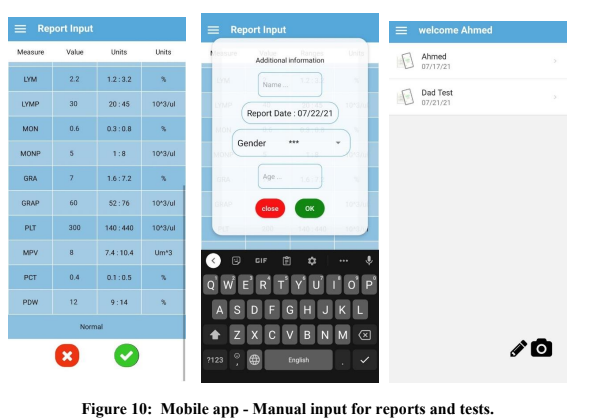 Report Input
Measure Value Units Units
LYM 2.2 1.2 : 3.2 %
LYMP 30 20 : 45 10^3/ul
MON 0.6 0.3 : 0.8 %
MONP 5 1 : 8 10^3/ul
GRA 7 1.6 : 7.2 %
GRAP 60 52 : 76 10^3/ul
PLT 300 140 : 440 10^3/ul
MPV 8 7.4 : 10.4 Um^3
PCT 0.4 0.1 : 0.5 %
PDW 12 9 : 14 %
Normal
Report Input
Additional information
Name ...
Report Date : 07/22/21
Gender ***
Age ...
close OK
GIF
Q W E R T Y U I O P
A S D F G H J K L
Z X C V B N M
?123 , English .
welcome Ahmed
Ahmed
07/17/21
Dad Test
07/21/21
Figure 10: Mobile app - Manual input for reports and tests.